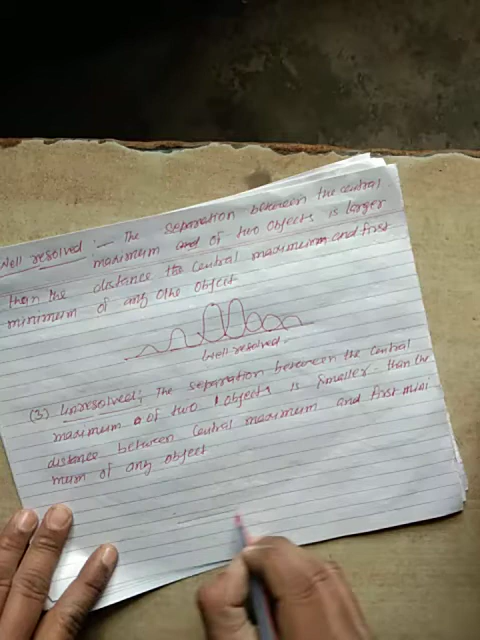 Well resolved :- The separation between the central
maximum and of two objects is larger
than the distance the central maximum and first
minimum of any othe object
Well resolved.
(3) Unresolved; The separation between the central
maximum of two objects is smaller - than the
distance between central maximum and first mini
mum of any object